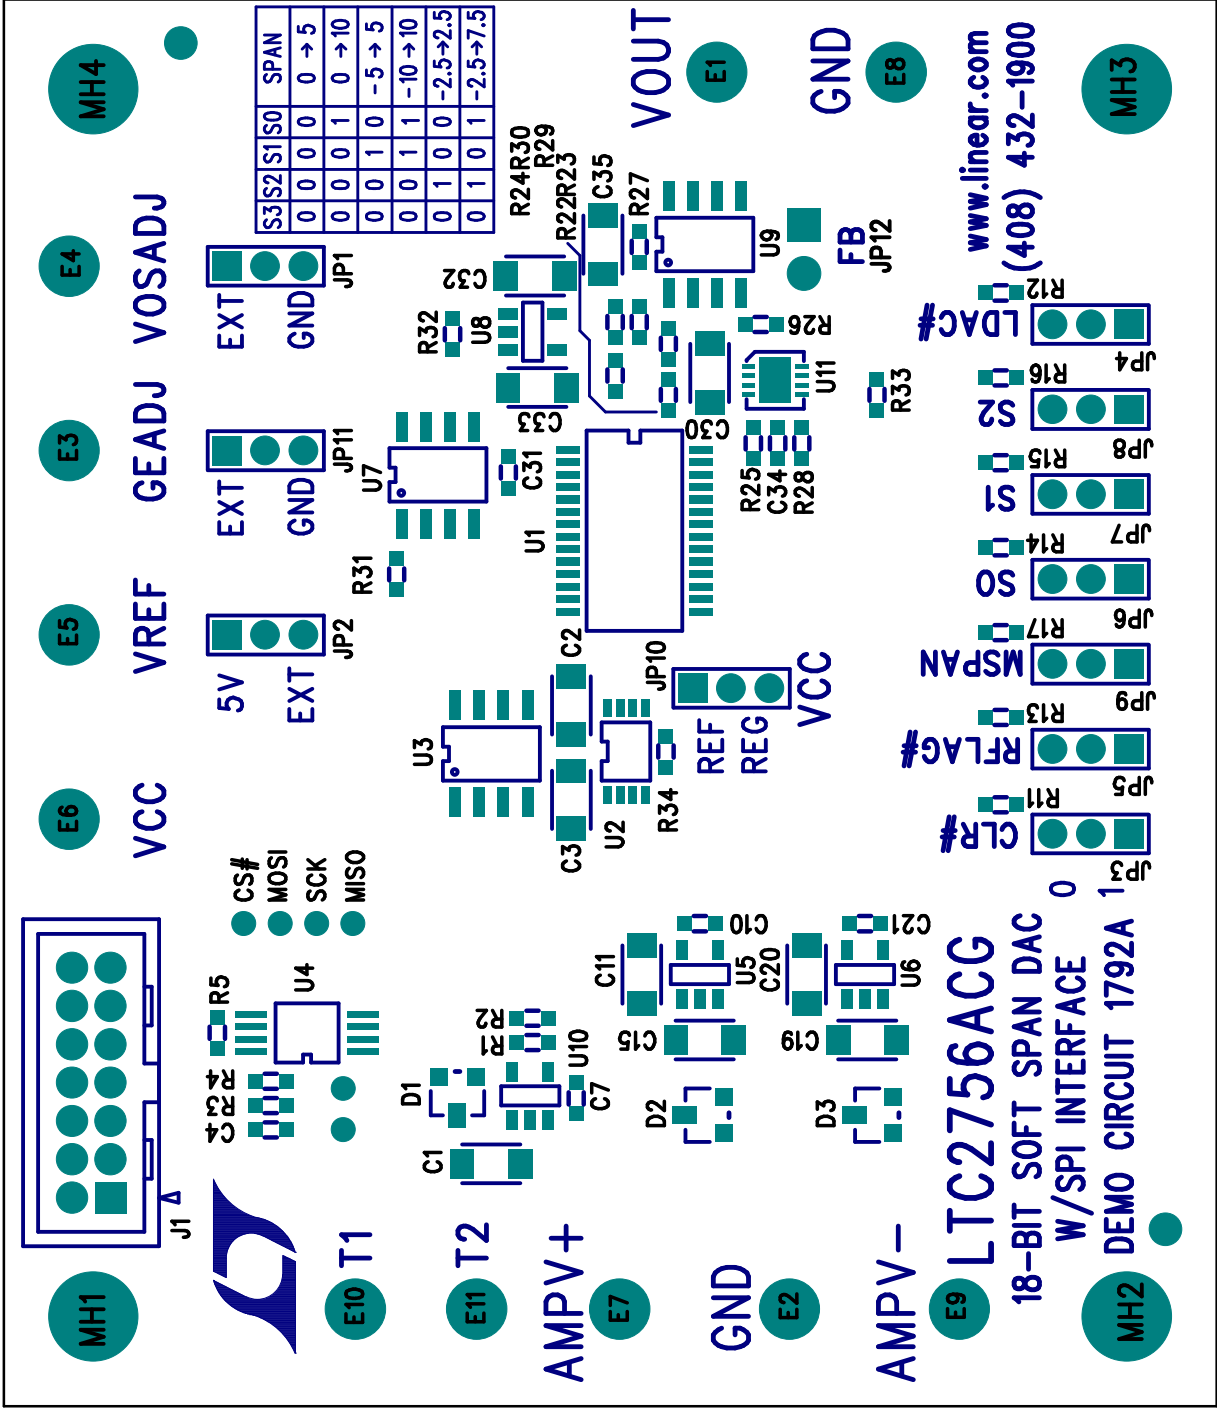 MH1
J1
E6
VCC
E5
VREF
E3
GEADJ
E4
VOSADJ
MH4
S3 S2 S1 S0 SPAN
0 0 0 0 0→5
0 0 0 1 0→10
0 0 1 0 -5→5
0 0 1 1 -10→10
0 1 0 0 -2.5→2.5
0 1 0 1 -2.5→7.5
CS#
MOSI
SCK
MISO
R5
U4
R4
R3
C4
5V
EXT
JP2
EXT
GND
JP11
EXT
GND
JP1
E10
T1
E11
T2
D1
R2
R1
U10
C7
C1
U3
C2
C3
U2
R34
R31
U7
C31
U1
R32
U8
C32
C33
R24
R30
R29
R22
R23
C35
R27
U9
E7
AMPV+
E2
GND
E9
AMPV-
C11
C10
U5
C15
D2
C20
C21
U6
C19
D3
JP10
REF
REG
VCC
C30
R26
U11
R25
C34
R28
R33
FB
JP12
VOUT
E1
GND
E8
www.linear.com
(408) 432-1900
MH3
LTC2756ACG
18-BIT SOFT SPAN DAC
W/SPI INTERFACE
DEMO CIRCUIT 1792A
MH2
0
1
CLR#
R11
JP3
RFLAG#
R13
JP5
MSPAN
R17
JP9
S0
R14
JP6
S1
R15
JP7
S2
R16
JP8
LDAC#
R12
JP4